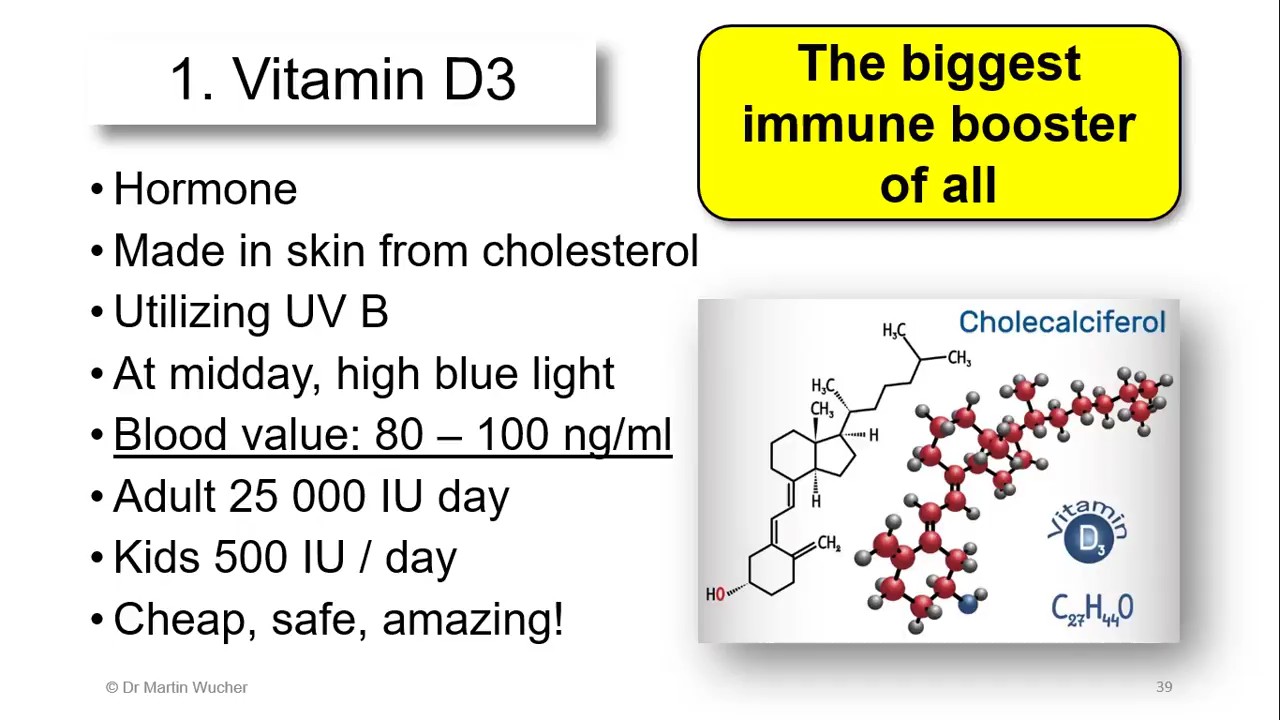 1. Vitamin D3
The biggest
immune booster
of all
• Hormone
• Made in skin from cholesterol
• Utilizing UV B
• At midday, high blue light
• Blood value: 80 – 100 ng/ml
• Adult 25 000 IU day
• Kids 500 IU / day
• Cheap, safe, amazing!
Cholecalciferol
H₃C
CH₃
H₃C
CH₃
H
H
CH₂
HO
Vitamin
D₃
C₂₇H₄₄O
© Dr Martin Wucher
39